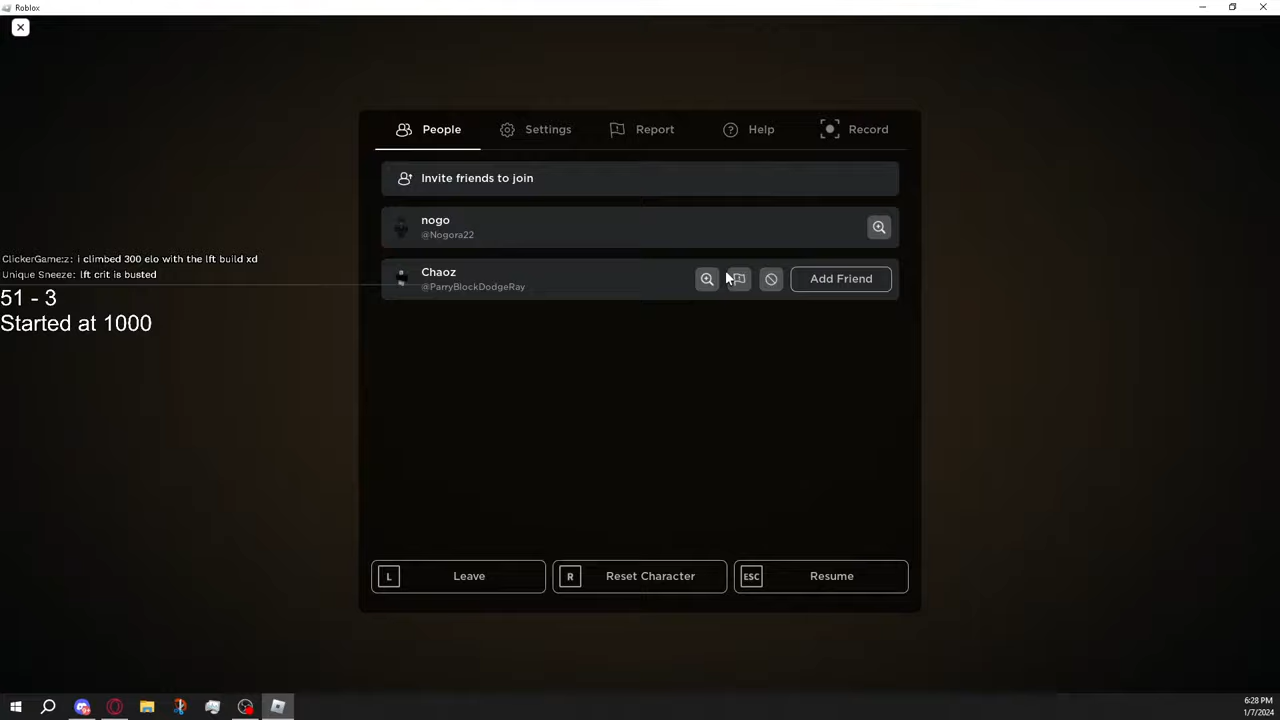 Roblox
People
Settings
Report
Help
Record
Invite friends to join
nogo
@Nogora22
Chaoz
@ParryBlockDodgeRay
Add Friend
ClickerGame:z: i climbed 300 elo with the lft build xd
Unique Sneeze: lft crit is busted
51 - 3
Started at 1000
L Leave
R Reset Character
ESC Resume
6:28 PM
1/7/2024